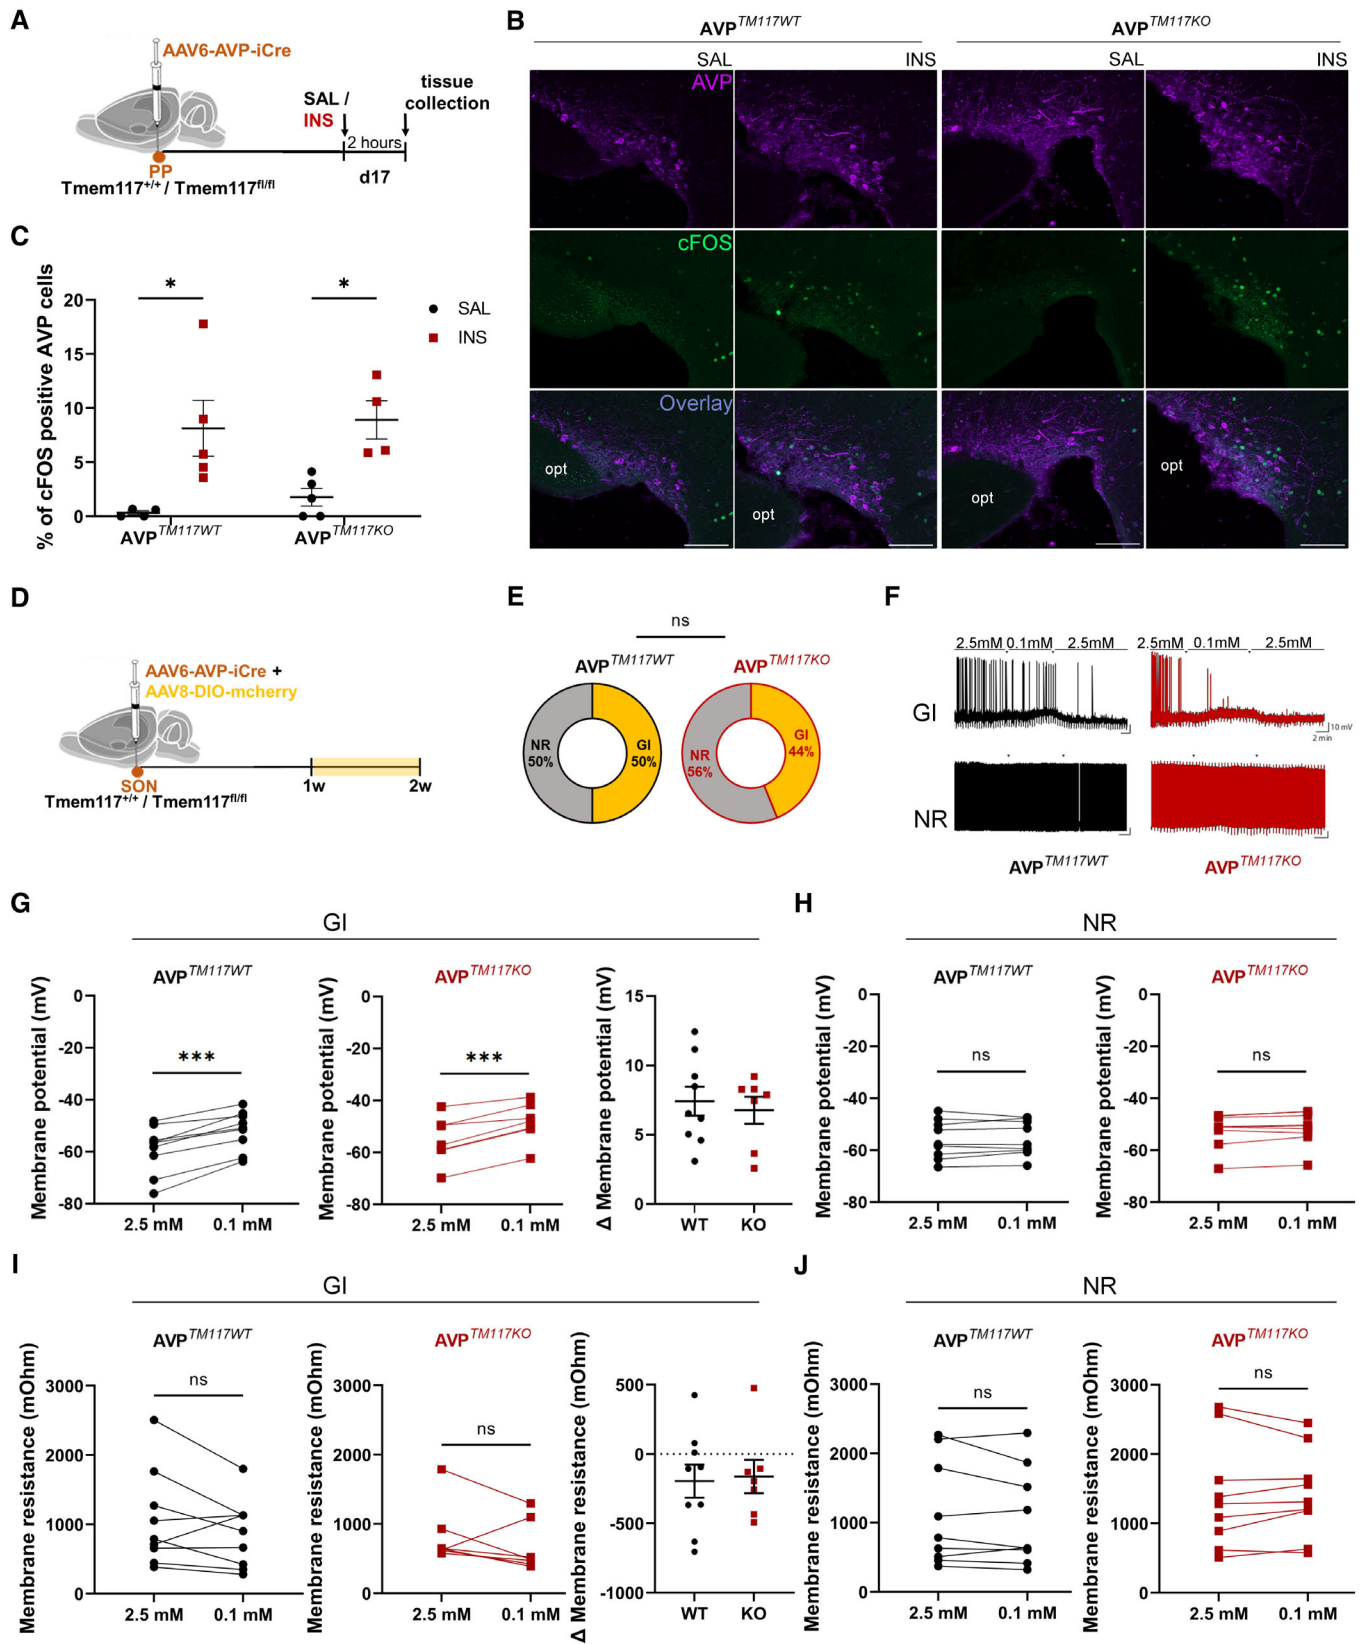 A
AAV6-AVP-iCre
SAL /
INS
tissue
collection
2 hours
PP
d17
Tmem117+/+ / Tmem117fl/fl
B
AVPTM117WT
AVPTM117KO
SAL
INS
SAL
INS
AVP
cFOS
Overlay
opt
opt
opt
opt
C
% of cFOS positive AVP cells
20
15
10
5
0
*
*
SAL
INS
AVPTM117WT
AVPTM117KO
D
AAV6-AVP-iCre +
AAV8-DIO-mcherry
SON
1w
2w
Tmem117+/+ / Tmem117fl/fl
E
ns
AVPTM117WT
AVPTM117KO
NR
50%
GI
50%
NR
56%
GI
44%
F
2.5mM 0.1mM 2.5mM
2.5mM 0.1mM 2.5mM
GI
10 mV
2 min
NR
AVPTM117WT
AVPTM117KO
G
GI
AVPTM117WT
Membrane potential (mV)
0
-20
-40
-60
-80
***
2.5 mM 0.1 mM
AVPTM117KO
Membrane potential (mV)
0
-20
-40
-60
-80
***
2.5 mM 0.1 mM
Δ Membrane potential (mV)
15
10
5
0
WT KO
H
NR
AVPTM117WT
Membrane potential (mV)
0
-20
-40
-60
-80
ns
2.5 mM 0.1 mM
AVPTM117KO
Membrane potential (mV)
0
-20
-40
-60
-80
ns
2.5 mM 0.1 mM
I
GI
AVPTM117WT
Membrane resistance (mOhm)
3000
2000
1000
0
ns
2.5 mM 0.1 mM
AVPTM117KO
Membrane resistance (mOhm)
3000
2000
1000
0
ns
2.5 mM 0.1 mM
Δ Membrane resistance (mOhm)
500
0
-500
-1000
WT KO
J
NR
AVPTM117WT
Membrane resistance (mOhm)
3000
2000
1000
0
ns
2.5 mM 0.1 mM
AVPTM117KO
Membrane resistance (mOhm)
3000
2000
1000
0
ns
2.5 mM 0.1 mM